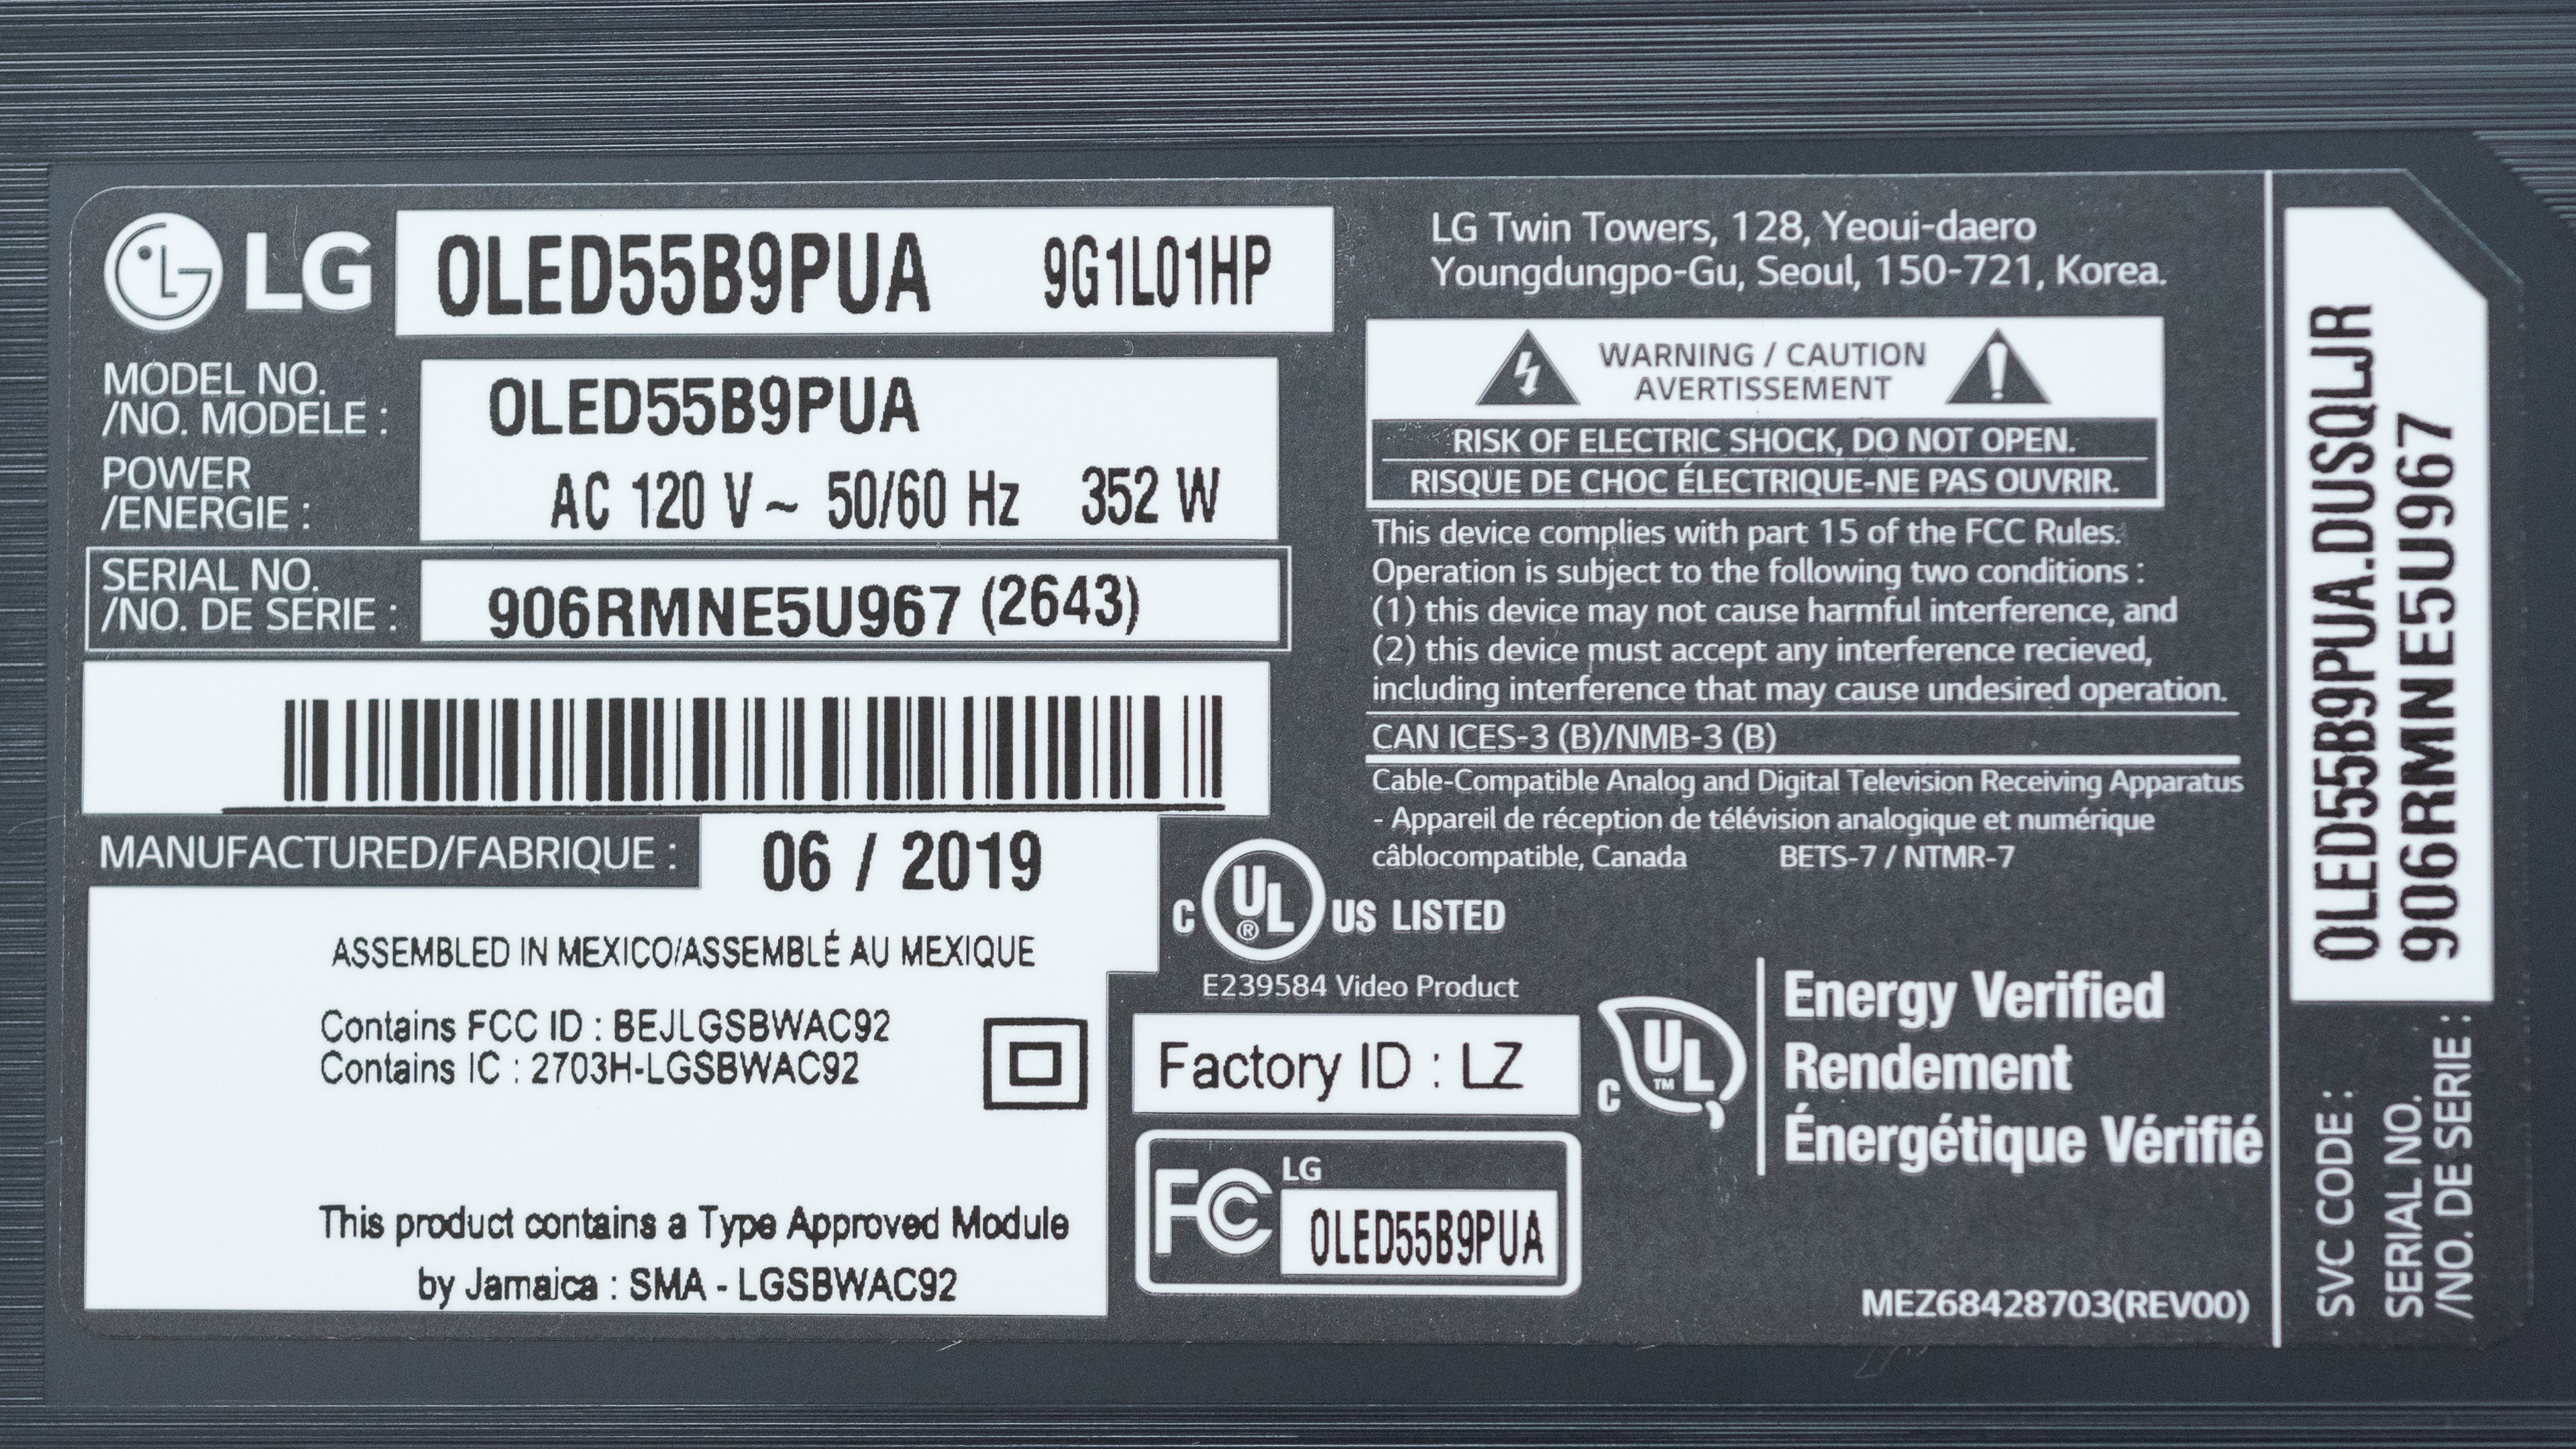 LG OLED55B9PUA 9G1L01HP
MODEL NO.
/NO. MODELE : OLED55B9PUA
POWER
/ENERGIE : AC 120 V ~ 50/60 Hz 352 W
SERIAL NO.
/NO. DE SERIE : 906RMNE5U967 (2643)
MANUFACTURED/FABRIQUE : 06 / 2019
ASSEMBLED IN MEXICO/ASSEMBLÉ AU MEXIQUE
Contains FCC ID : BEJLGSBWAC92
Contains IC : 2703H-LGSBWAC92
This product contains a Type Approved Module
by Jamaica : SMA - LGSBWAC92
LG Twin Towers, 128, Yeoui-daero
Youngdungpo-Gu, Seoul, 150-721, Korea.
WARNING / CAUTION
AVERTISSEMENT
RISK OF ELECTRIC SHOCK, DO NOT OPEN.
RISQUE DE CHOC ÉLECTRIQUE-NE PAS OUVRIR.
This device complies with part 15 of the FCC Rules.
Operation is subject to the following two conditions :
(1) this device may not cause harmful interference, and
(2) this device must accept any interference recieved,
including interference that may cause undesired operation.
CAN ICES-3 (B)/NMB-3 (B)
Cable-Compatible Analog and Digital Television Receiving Apparatus
- Appareil de réception de télévision analogique et numérique
câblocompatible, Canada BETS-7 / NTMR-7
C UL ® US LISTED
E239584 Video Product
Factory ID : LZ
FC LG
OLED55B9PUA
C UL ™
Energy Verified
Rendement
Énergétique Vérifié
MEZ68428703(REV00)
SVC CODE : OLED55B9PUA.DUSQLJR
SERIAL NO.
/NO. DE SERIE : 906RMNE5U967